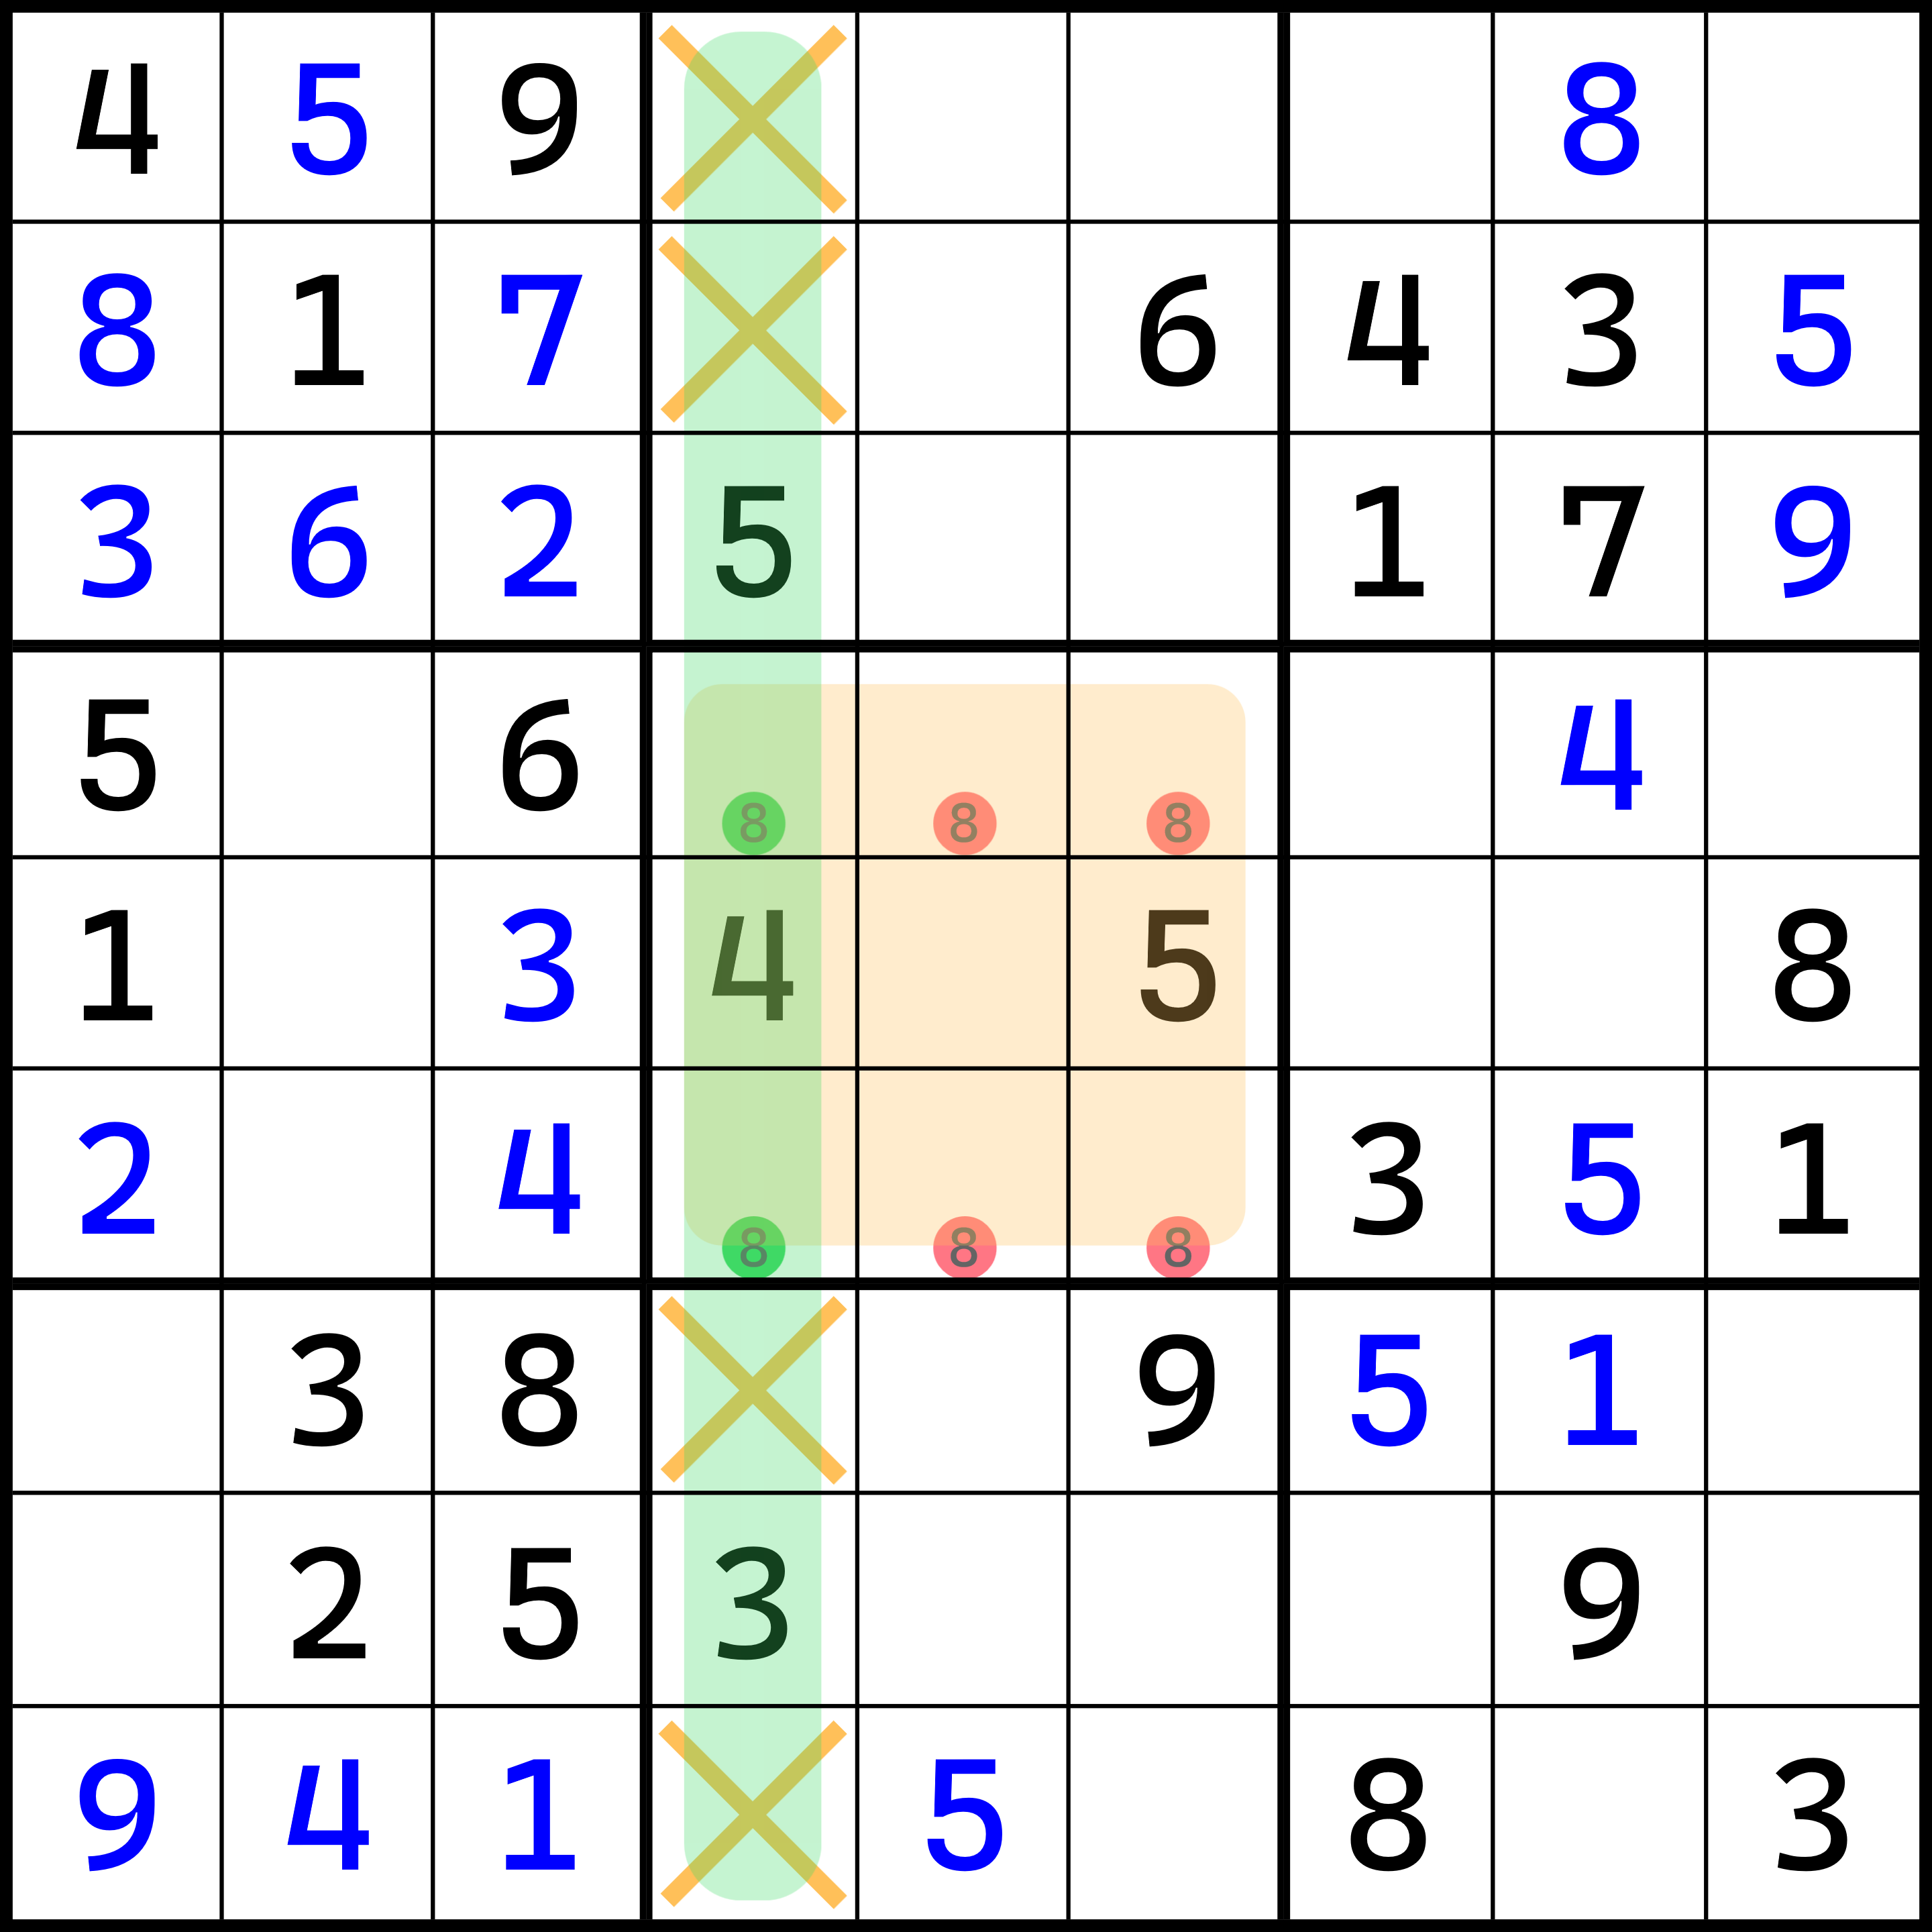 4 5 9 8
8 1 7 6 4 3 5
3 6 2 5 1 7 9
5 6 4
8 8 8
1 3 4 5 8
2 4 3 5 1
8 8 8
3 8 9 5 1
2 5 3 9
9 4 1 5 8 3